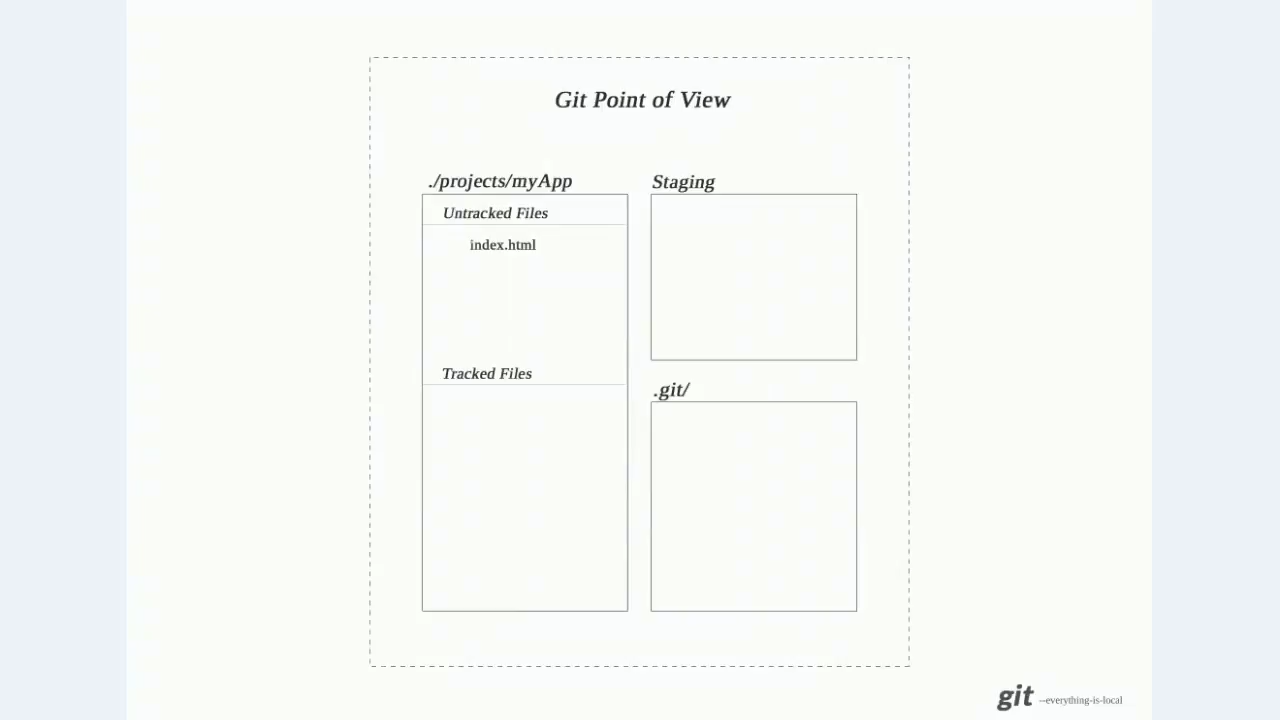 Git Point of View
./projects/myApp
Untracked Files
index.html
Tracked Files
Staging
.git/
git --everything-is-local